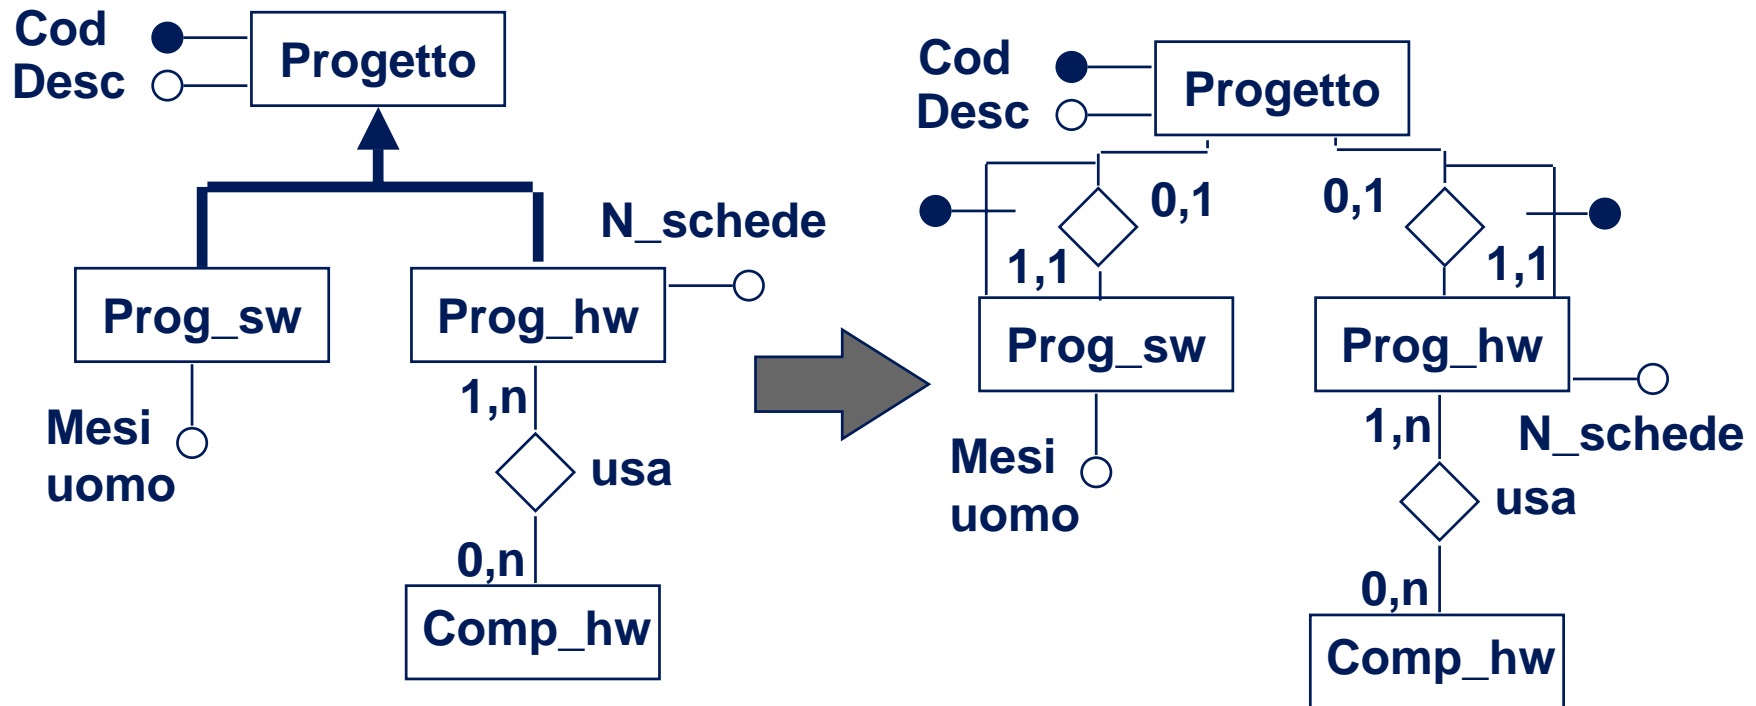 Cod
Desc
Progetto
N_schede
Prog_sw
Prog_hw
Mesi
uomo
1,n
usa
0,n
Comp_hw
Cod
Desc
Progetto
0,1
0,1
1,1
1,1
Prog_sw
Prog_hw
N_schede
Mesi
uomo
1,n
usa
0,n
Comp_hw